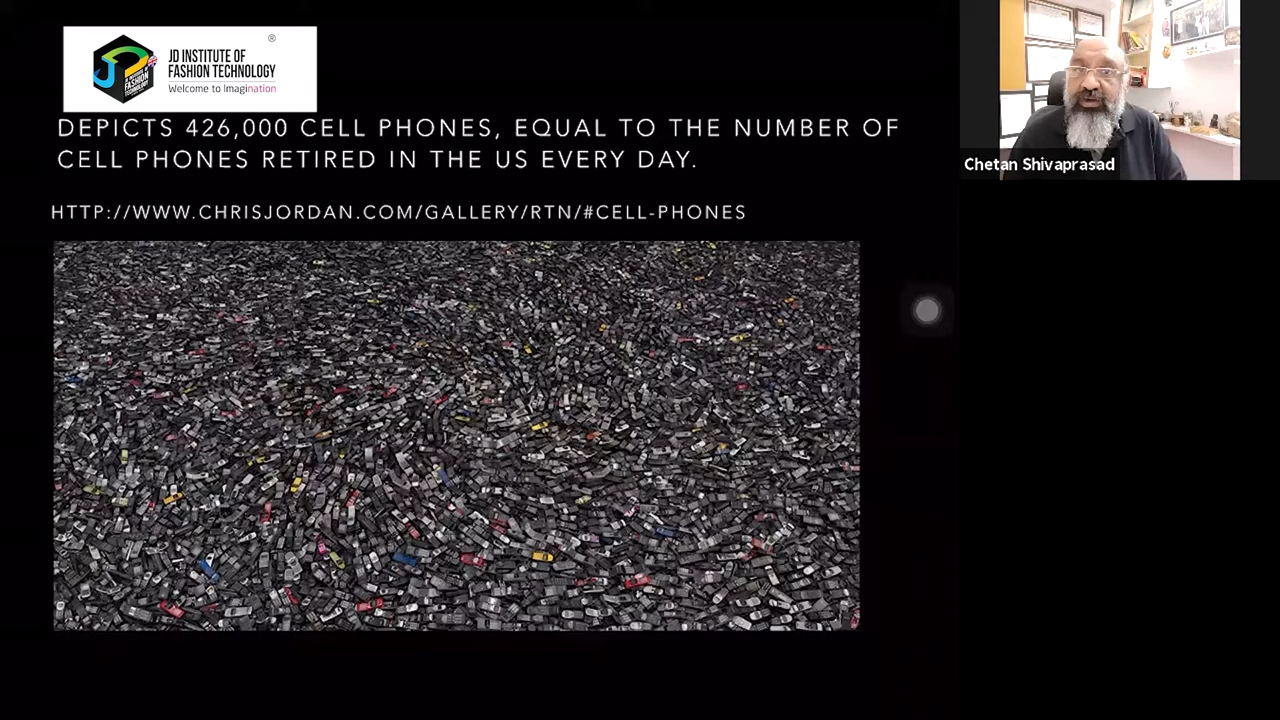 JD INSTITUTE OF
FASHION TECHNOLOGY
Welcome to Imagination
®
DEPICTS 426,000 CELL PHONES, EQUAL TO THE NUMBER OF
CELL PHONES RETIRED IN THE US EVERY DAY.
HTTP://WWW.CHRISJORDAN.COM/GALLERY/RTN/#CELL-PHONES
Chetan Shivaprasad